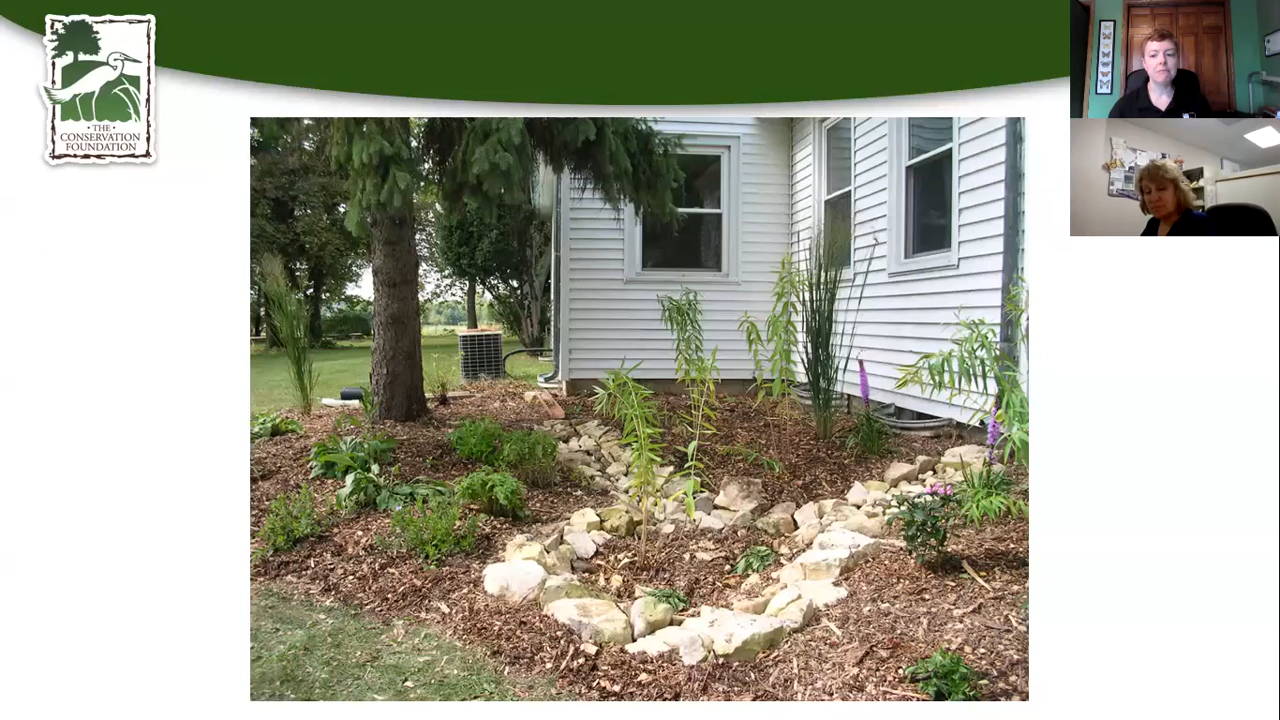 • THE •
CONSERVATION
FOUNDATION